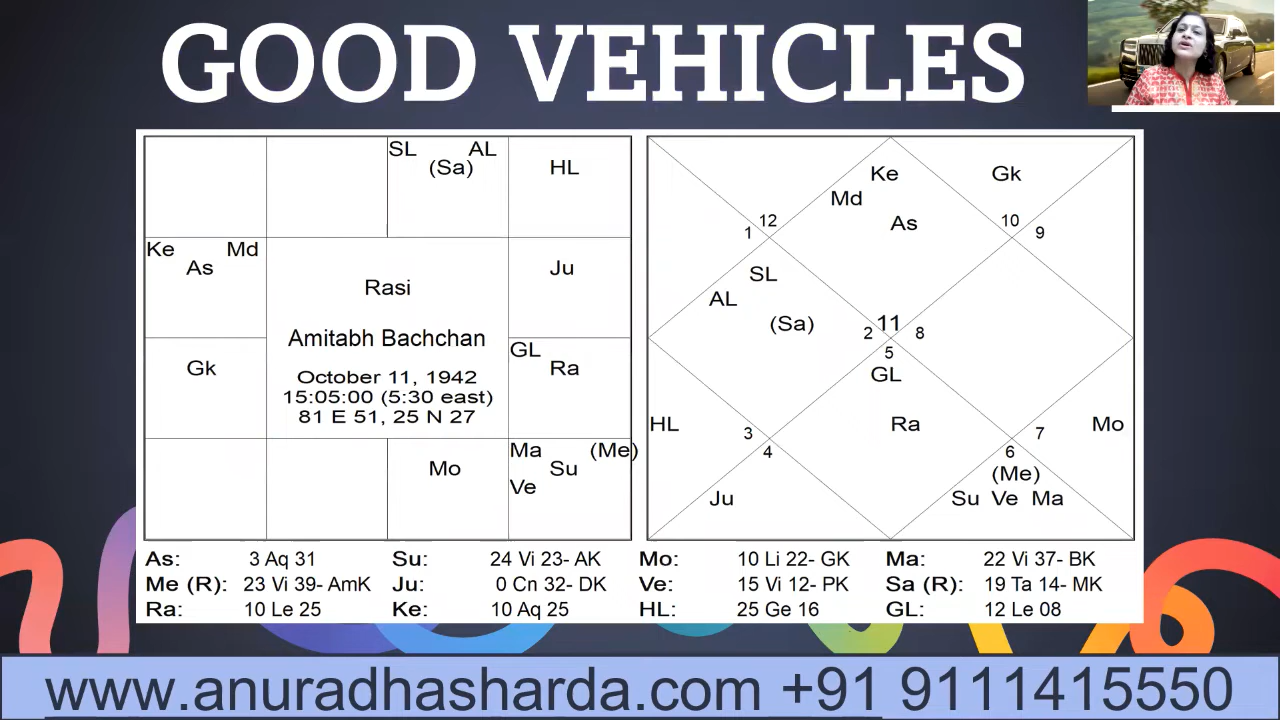 GOOD VEHICLES
SL AL
(Sa)
HL
Ke Md
As
Ju
Rasi
Amitabh Bachchan
October 11, 1942
15:05:00 (5:30 east)
81 E 51, 25 N 27
Gk
GL
Ra
Mo
Ma (Me)
Su
Ve
Ke
Md
As
Gk
12
1
10
9
SL
AL
(Sa)
2
11
8
5
GL
HL
Ra
Mo
3
4
7
6
(Me)
Ju
Su Ve Ma
As: 3 Aq 31 Su: 24 Vi 23- AK Mo: 10 Li 22- GK Ma: 22 Vi 37- BK
Me (R): 23 Vi 39- AmK Ju: 0 Cn 32- DK Ve: 15 Vi 12- PK Sa (R): 19 Ta 14- MK
Ra: 10 Le 25 Ke: 10 Aq 25 HL: 25 Ge 16 GL: 12 Le 08
www.anuradhasharda.com +91 9111415550